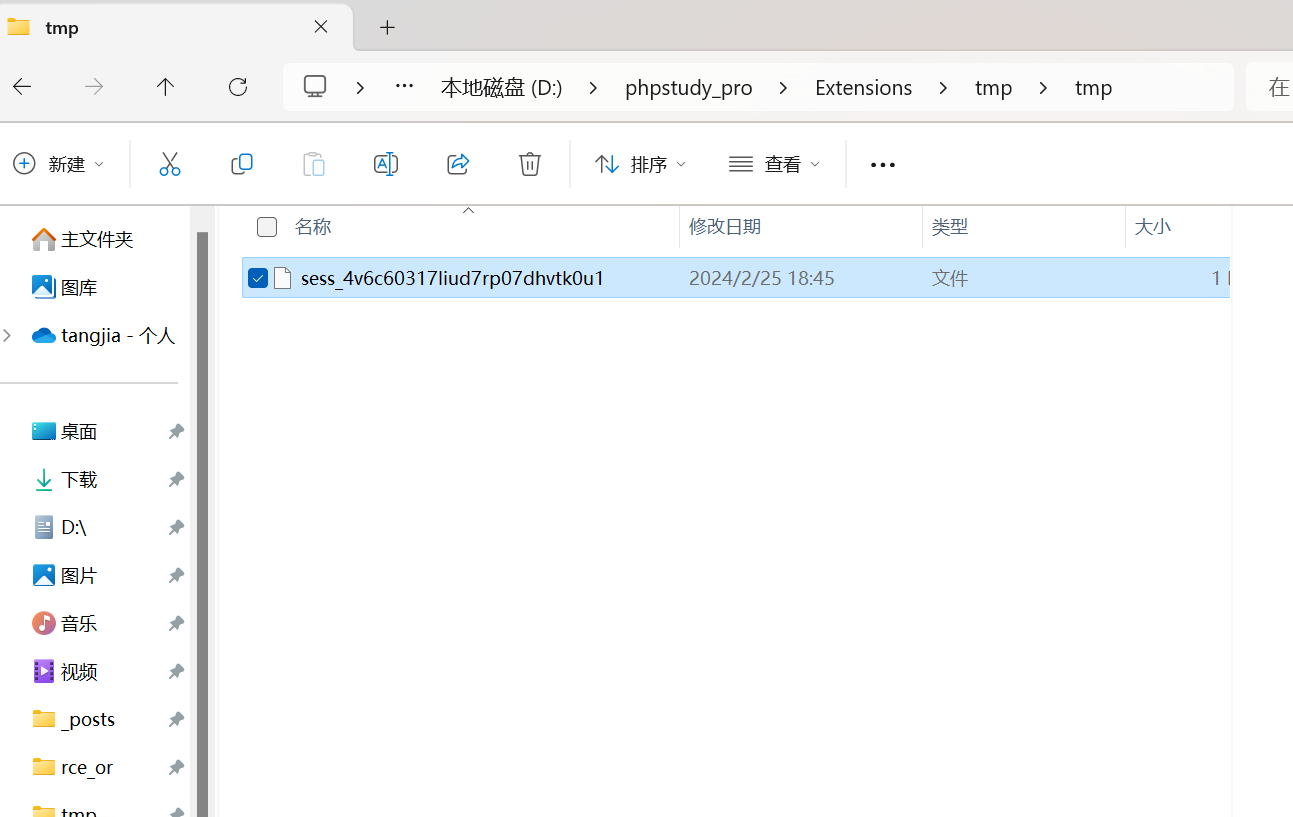 tmp
本地磁盘 (D:) phpstudy_pro Extensions tmp tmp 在
新建 排序 查看
名称 修改日期 类型 大小
sess_4v6c60317liud7rp07dhvtk0u1 2024/2/25 18:45 文件 1
主文件夹
图库
tangjia - 个人
桌面
下载
D:\
图片
音乐
视频
_posts
rce_or
tmp